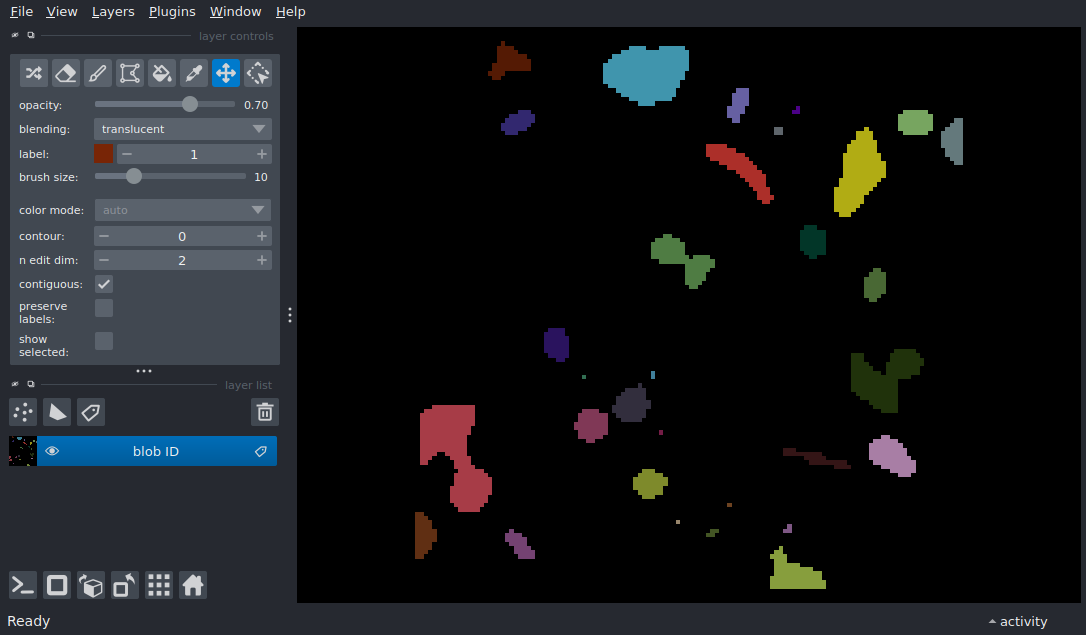 File View Layers Plugins Window Help
layer controls
opacity: 0.70
blending: translucent
label: 1
brush size: 10
color mode: auto
contour: 0
n edit dim: 2
contiguous:
preserve
labels:
show
selected:
layer list
blob ID
Ready
activity